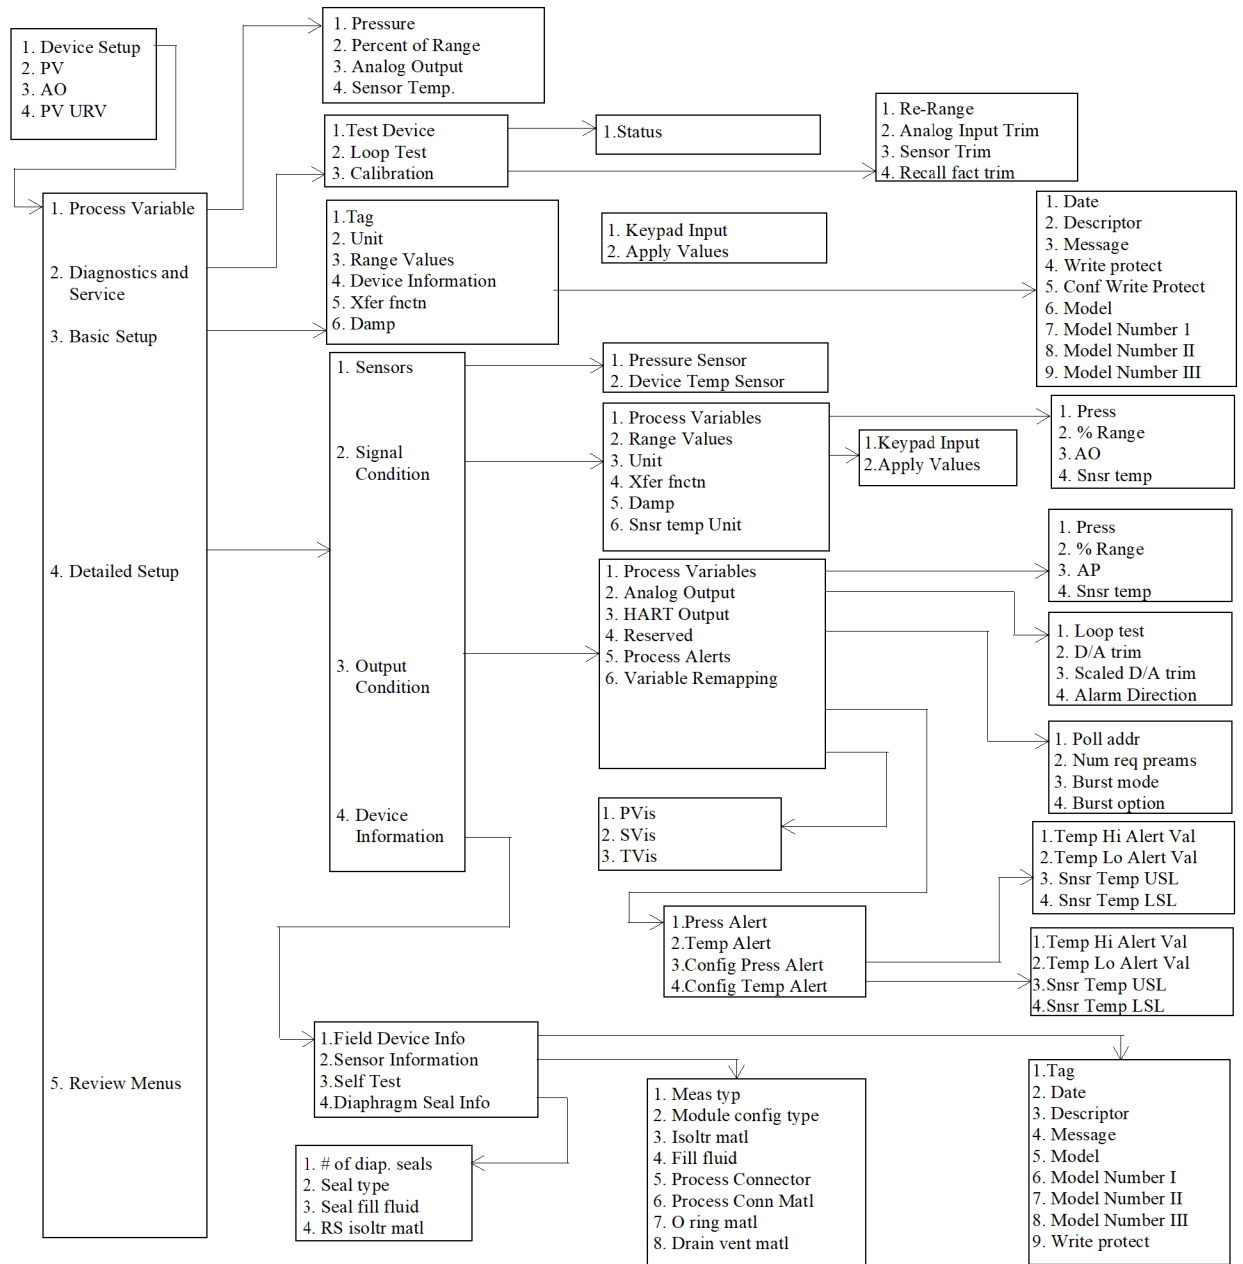 1. Device Setup
2. PV
3. AO
4. PV URV
1. Pressure
2. Percent of Range
3. Analog Output
4. Sensor Temp.
1.Test Device
2. Loop Test
3. Calibration
1.Status
1. Re-Range
2. Analog Input Trim
3. Sensor Trim
4. Recall fact trim
1. Process Variable
2. Diagnostics and
Service
3. Basic Setup
4. Detailed Setup
5. Review Menus
1.Tag
2. Unit
3. Range Values
4. Device Information
5. Xfer fnctn
6. Damp
1. Keypad Input
2. Apply Values
1. Date
2. Descriptor
3. Message
4. Write protect
5. Conf Write Protect
6. Model
7. Model Number 1
8. Model Number II
9. Model Number III
1. Sensors
2. Signal
Condition
3. Output
Condition
4. Device
Information
1. Pressure Sensor
2. Device Temp Sensor
1. Process Variables
2. Range Values
3. Unit
4. Xfer fnctn
5. Damp
6. Snsr temp Unit
1.Keypad Input
2.Apply Values
1. Press
2. % Range
3. AO
4. Snsr temp
1. Process Variables
2. Analog Output
3. HART Output
4. Reserved
5. Process Alerts
6. Variable Remapping
1. Press
2. % Range
3. AP
4. Snsr temp
1. Loop test
2. D/A trim
3. Scaled D/A trim
4. Alarm Direction
1. Poll addr
2. Num req preams
3. Burst mode
4. Burst option
1. PVis
2. SVis
3. TVis
1.Temp Hi Alert Val
2.Temp Lo Alert Val
3. Snsr Temp USL
4. Snsr Temp LSL
1.Press Alert
2.Temp Alert
3.Config Press Alert
4.Config Temp Alert
1.Temp Hi Alert Val
2.Temp Lo Alert Val
3.Snsr Temp USL
4.Snsr Temp LSL
1.Field Device Info
2.Sensor Information
3.Self Test
4.Diaphragm Seal Info
1. # of diap. seals
2. Seal type
3. Seal fill fluid
4. RS isoltr matl
1. Meas typ
2. Module config type
3. Isoltr matl
4. Fill fluid
5. Process Connector
6. Process Conn Matl
7. O ring matl
8. Drain vent matl
1.Tag
2. Date
3. Descriptor
4. Message
5. Model
6. Model Number I
7. Model Number II
8. Model Number III
9. Write protect